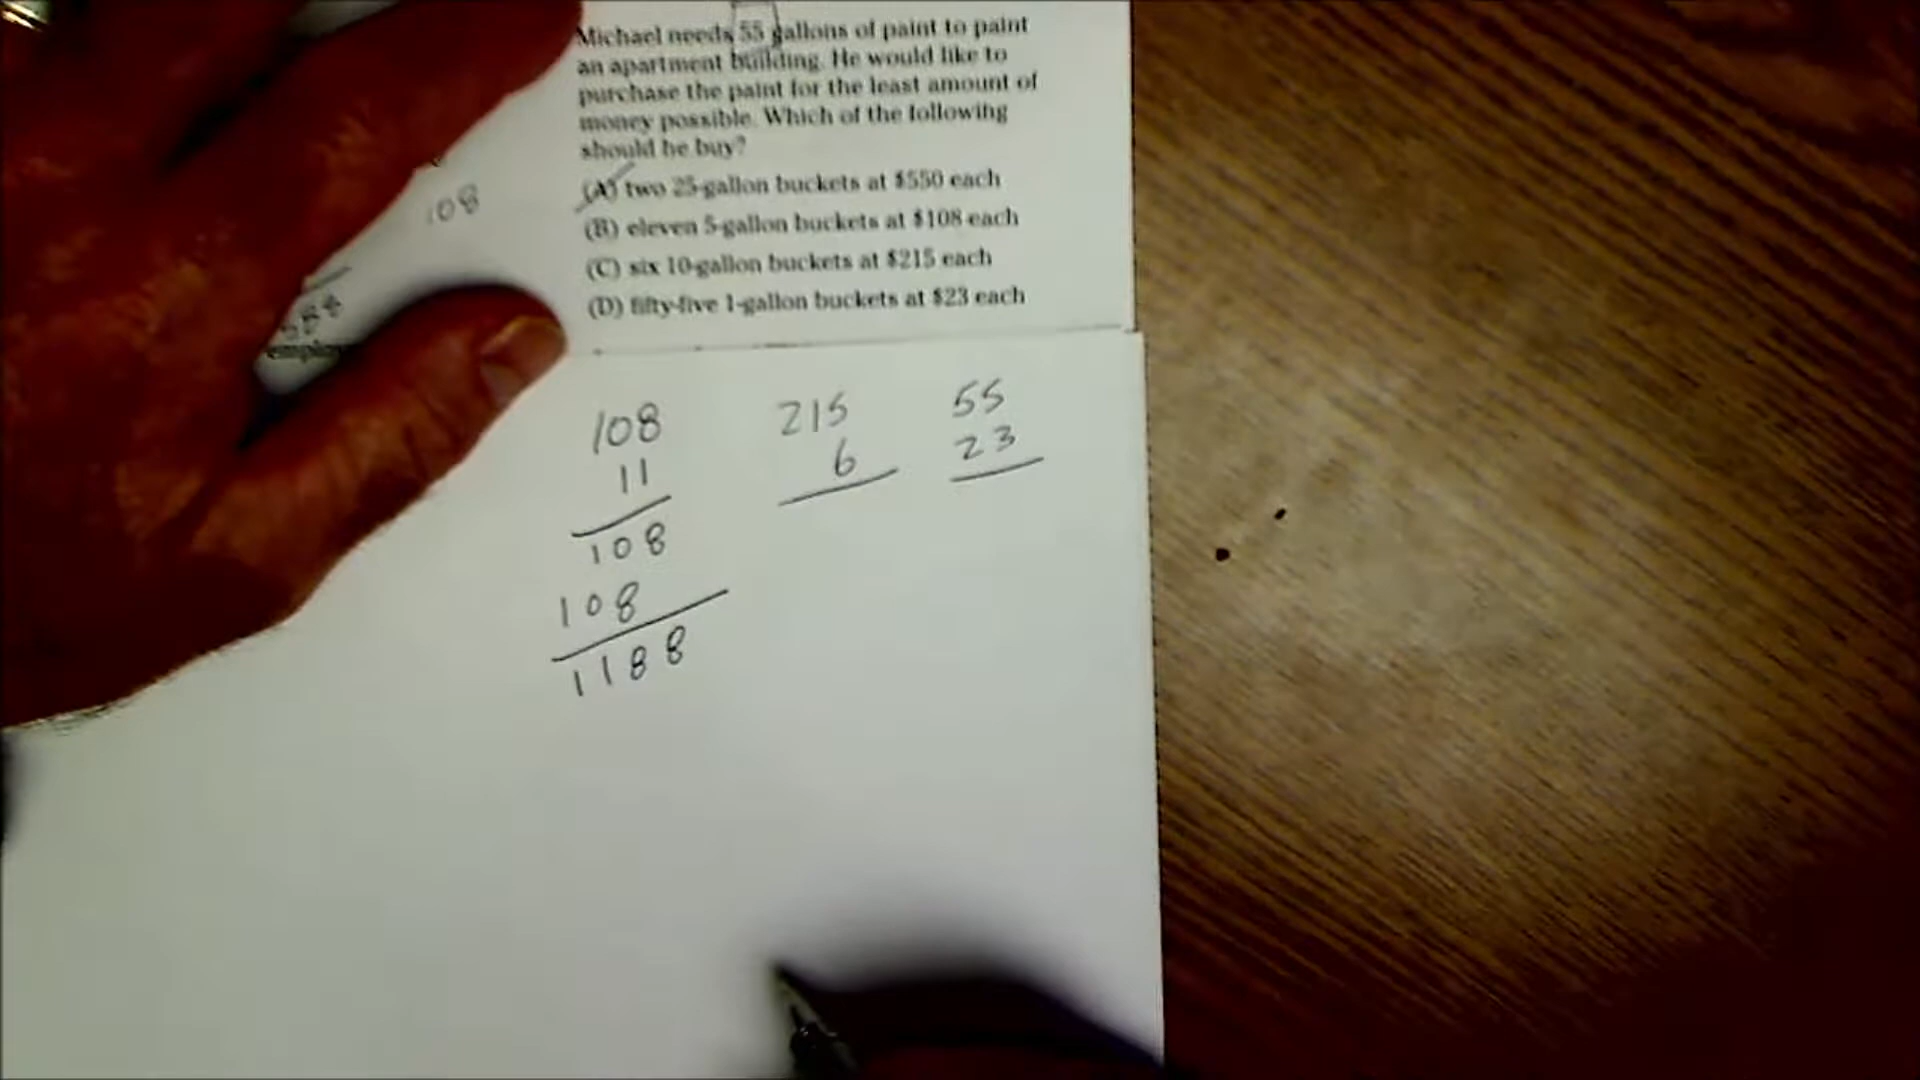 Michael needs 55 gallons of paint to paint
an apartment building. He would like to
purchase the paint for the least amount of
money possible. Which of the following
should he buy?
(A) two 25-gallon buckets at $550 each
(B) eleven 5-gallon buckets at $108 each
(C) six 10-gallon buckets at $215 each
(D) fifty-five 1-gallon buckets at $23 each
108
employ
108
11
108
108
1188
215
6
55
23